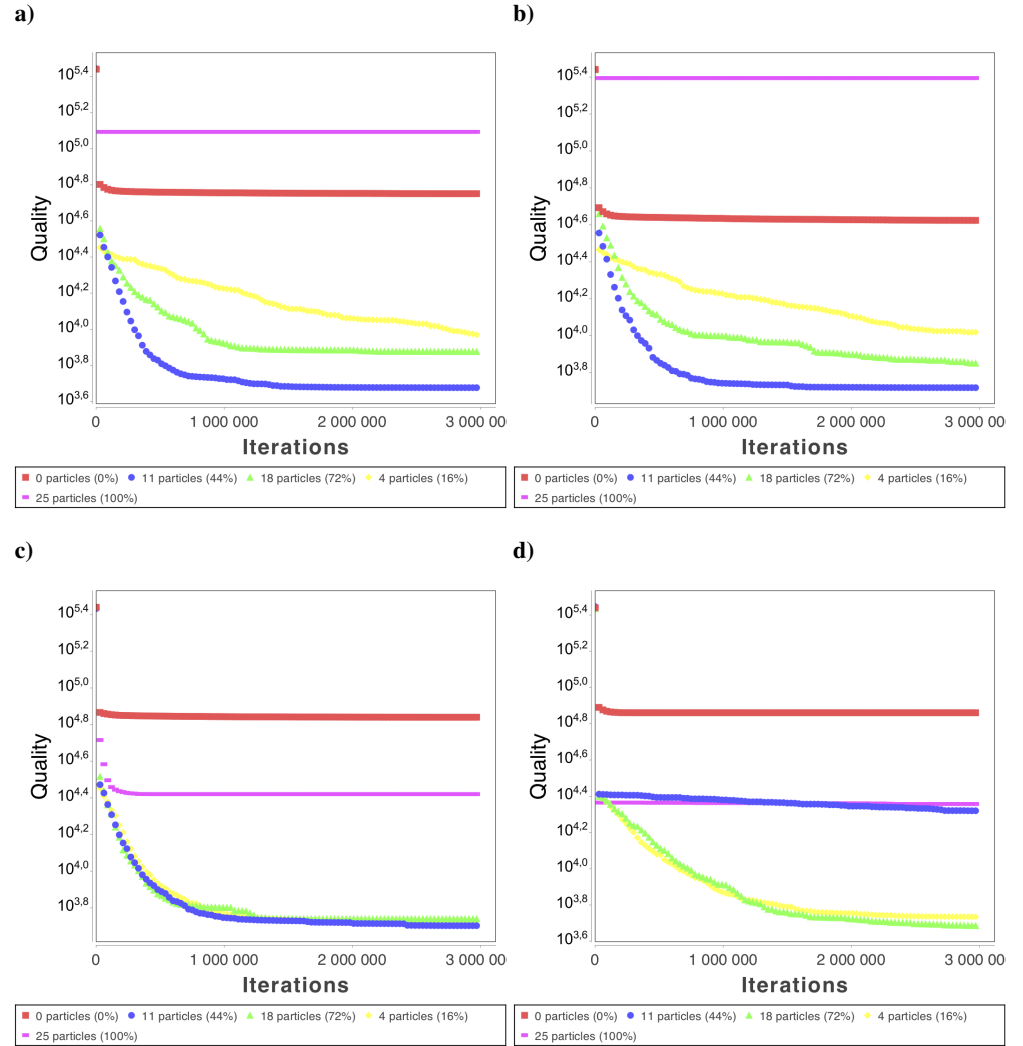 a)
Quality
10^5,4
10^5,2
10^5,0
10^4,8
10^4,6
10^4,4
10^4,2
10^4,0
10^3,8
10^3,6
0
1 000 000
2 000 000
3 000 000
Iterations
0 particles (0%) 11 particles (44%) 18 particles (72%) 4 particles (16%)
25 particles (100%)
b)
Quality
10^5,4
10^5,2
10^5,0
10^4,8
10^4,6
10^4,4
10^4,2
10^4,0
10^3,8
0
1 000 000
2 000 000
3 000 000
Iterations
0 particles (0%) 11 particles (44%) 18 particles (72%) 4 particles (16%)
25 particles (100%)
c)
Quality
10^5,4
10^5,2
10^5,0
10^4,8
10^4,6
10^4,4
10^4,2
10^4,0
10^3,8
0
1 000 000
2 000 000
3 000 000
Iterations
0 particles (0%) 11 particles (44%) 18 particles (72%) 4 particles (16%)
25 particles (100%)
d)
Quality
10^5,4
10^5,2
10^5,0
10^4,8
10^4,6
10^4,4
10^4,2
10^4,0
10^3,8
10^3,6
0
1 000 000
2 000 000
3 000 000
Iterations
0 particles (0%) 11 particles (44%) 18 particles (72%) 4 particles (16%)
25 particles (100%)